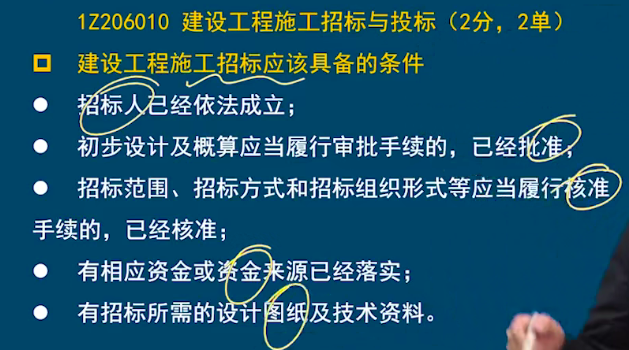 1Z206010 建设工程施工招标与投标（2分，2单）
建设工程施工招标应该具备的条件
招标人已经依法成立；
初步设计及概算应当履行审批手续的，已经批准；
招标范围、招标方式和招标组织形式等应当履行核准
手续的，已经核准；
有相应资金或资金来源已经落实；
有招标所需的设计图纸及技术资料。